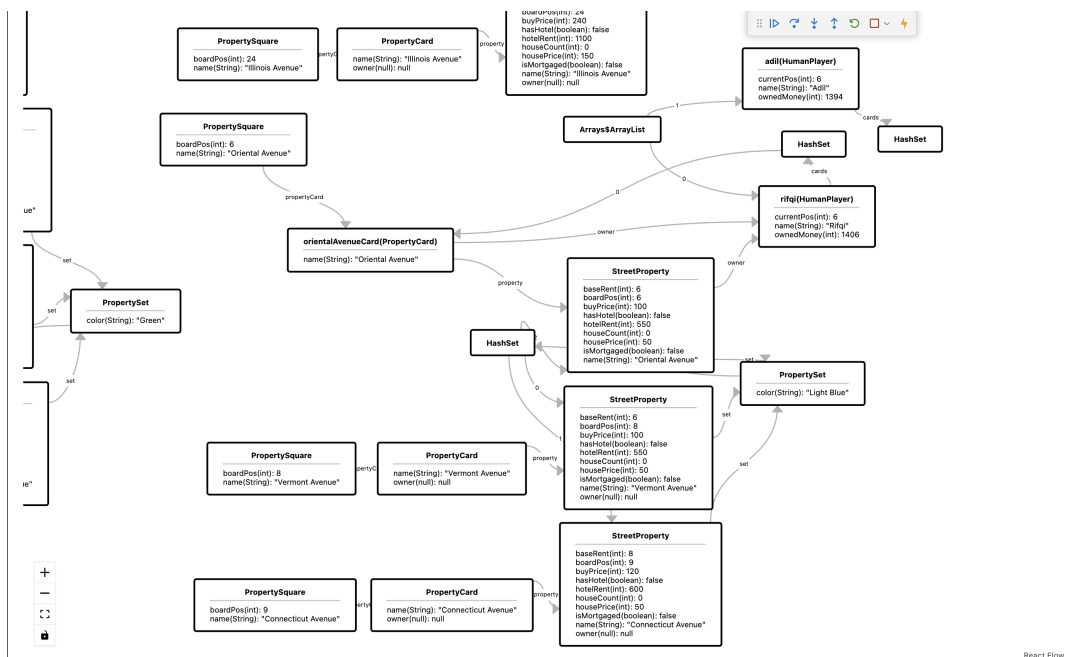 boardPos(int): 24
buyPrice(int): 240
hasHotel(boolean): false
hotelRent(int): 1100
houseCount(int): 0
housePrice(int): 150
isMortgaged(boolean): false
name(String): "Illinois Avenue"
owner(null): null
PropertySquare
boardPos(int): 24
name(String): "Illinois Avenue"
pertyC
PropertyCard
name(String): "Illinois Avenue"
owner(null): null
property
adil(HumanPlayer)
currentPos(int): 6
name(String): "Adil"
ownedMoney(int): 1394
1
cards
Arrays$ArrayList
HashSet
HashSet
PropertySquare
boardPos(int): 6
name(String): "Oriental Avenue"
propertyCard
0
0
cards
rifqi(HumanPlayer)
currentPos(int): 6
name(String): "Rifqi"
ownedMoney(int): 1406
ue"
orientalAvenueCard(PropertyCard)
name(String): "Oriental Avenue"
owner
owner
property
set
set
set
PropertySet
color(String): "Green"
StreetProperty
baseRent(int): 6
boardPos(int): 6
buyPrice(int): 100
hasHotel(boolean): false
hotelRent(int): 550
houseCount(int): 0
housePrice(int): 50
isMortgaged(boolean): false
name(String): "Oriental Avenue"
HashSet
0
1
set
PropertySet
color(String): "Light Blue"
StreetProperty
baseRent(int): 6
boardPos(int): 8
buyPrice(int): 100
hasHotel(boolean): false
hotelRent(int): 550
houseCount(int): 0
housePrice(int): 50
isMortgaged(boolean): false
name(String): "Vermont Avenue"
owner(null): null
set
set
PropertySquare
boardPos(int): 8
name(String): "Vermont Avenue"
pertyC
PropertyCard
name(String): "Vermont Avenue"
owner(null): null
property
ie"
StreetProperty
baseRent(int): 8
boardPos(int): 9
buyPrice(int): 120
hasHotel(boolean): false
hotelRent(int): 600
houseCount(int): 0
housePrice(int): 50
isMortgaged(boolean): false
name(String): "Connecticut Avenue"
owner(null): null
PropertySquare
boardPos(int): 9
name(String): "Connecticut Avenue"
PropertyCard
name(String): "Connecticut Avenue"
owner(null): null
property
React Flow